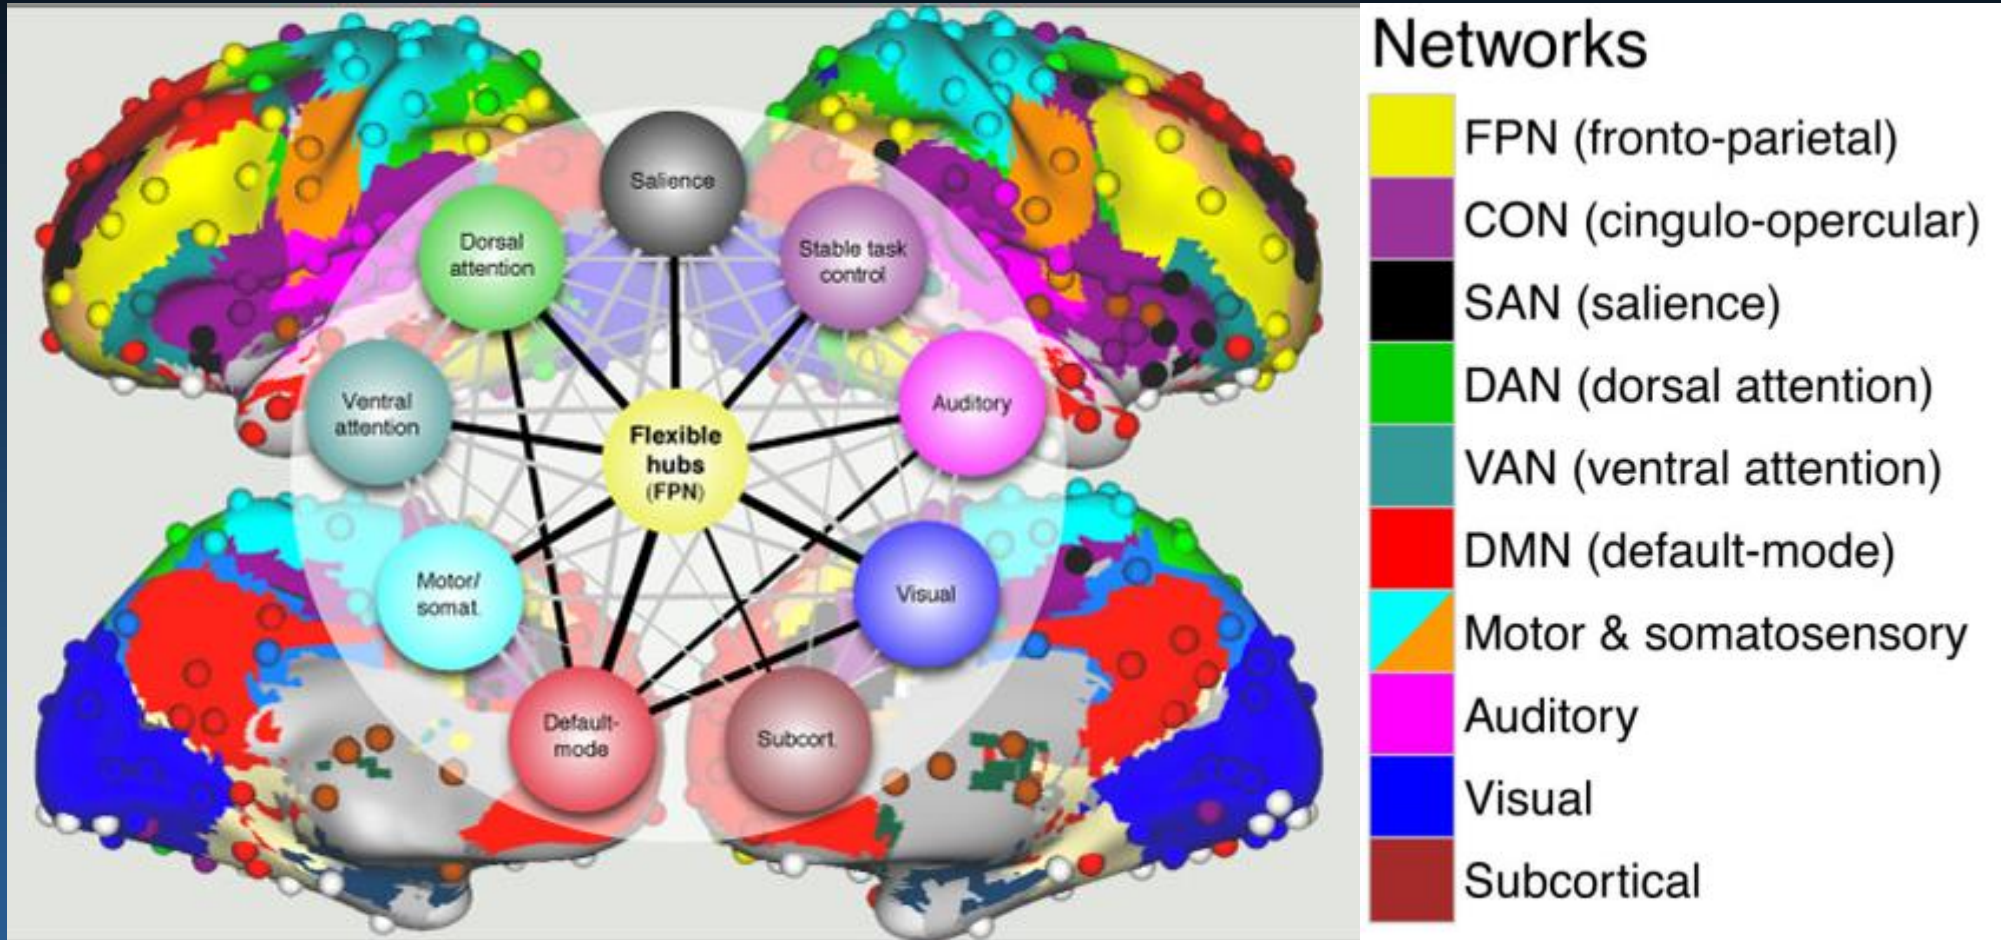 Salience
Dorsal
attention
Stable task
control
Ventral
attention
Auditory
Flexible
hubs
(FPN)
Motor/
somat.
Visual
Default-
mode
Subcort.
Networks
FPN (fronto-parietal)
CON (cingulo-opercular)
SAN (salience)
DAN (dorsal attention)
VAN (ventral attention)
DMN (default-mode)
Motor & somatosensory
Auditory
Visual
Subcortical